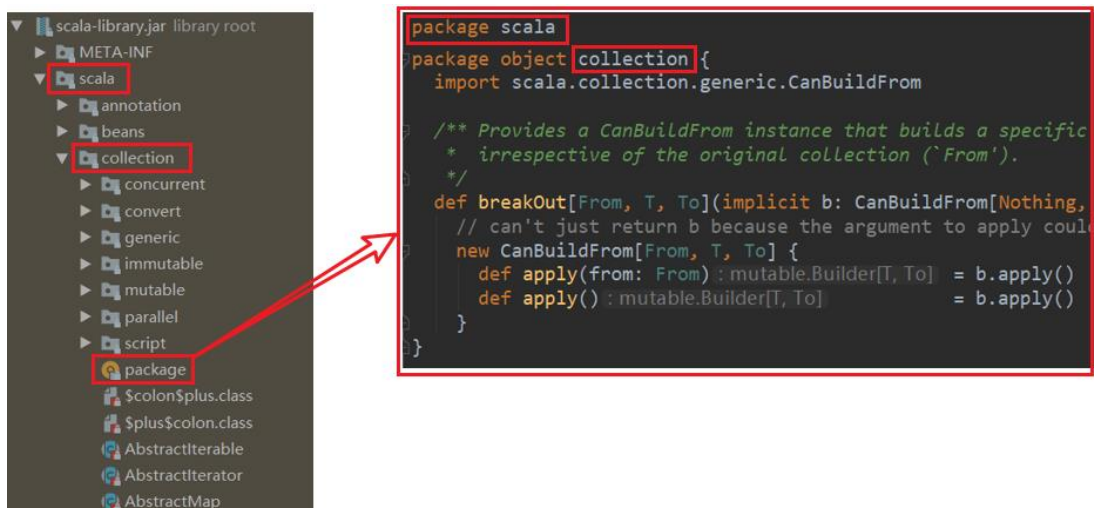 scala-library.jar library root
META-INF
scala
annotation
beans
collection
concurrent
convert
generic
immutable
mutable
parallel
script
package
$colon$plus.class
$plus$colon.class
AbstractIterable
AbstractIterator
AbstractMap
package scala
package object collection {
import scala.collection.generic.CanBuildFrom
/** Provides a CanBuildFrom instance that builds a specific
* irrespective of the original collection (`From').
*/
def breakOut[From, T, To](implicit b: CanBuildFrom[Nothing,
// can't just return b because the argument to apply coul
new CanBuildFrom[From, T, To] {
def apply(from: From) : mutable.Builder[T, To] = b.apply()
def apply() : mutable.Builder[T, To] = b.apply()
}
}